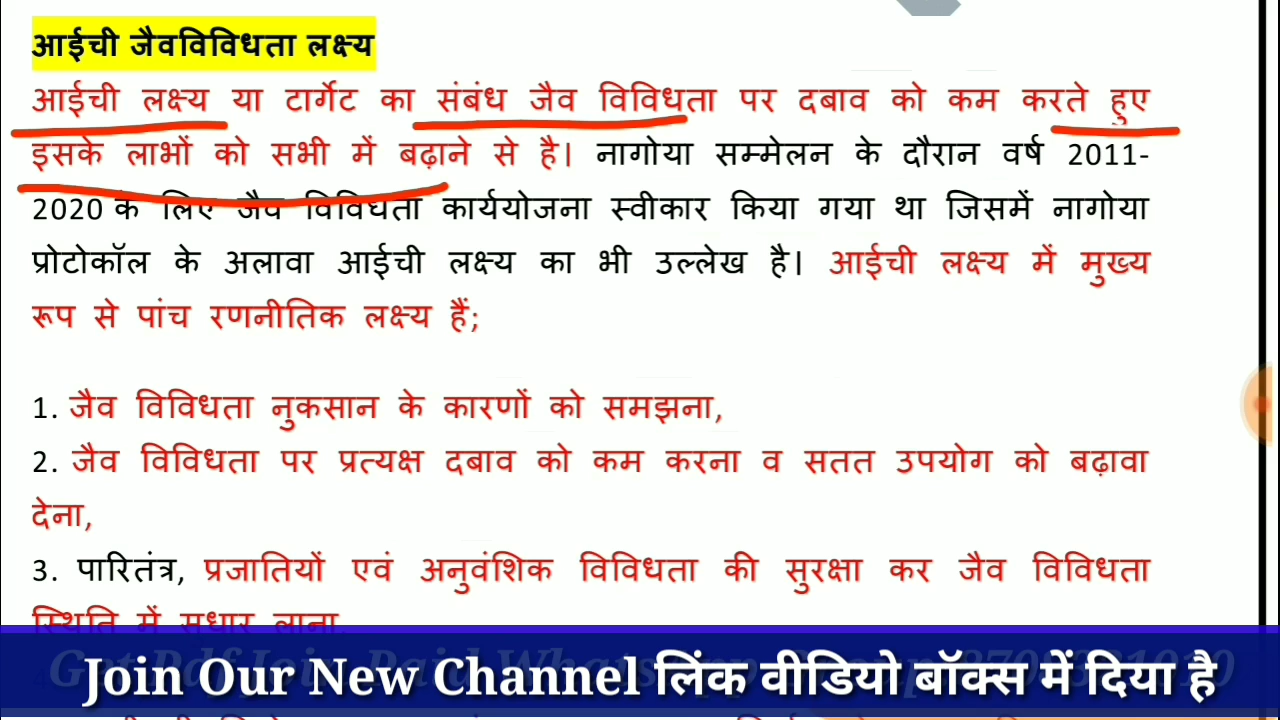 आईची जैवविविधता लक्ष्य
आईची लक्ष्य या टार्गेट का संबंध जैव विविधता पर दबाव को कम करते हुए
इसके लाभों को सभी में बढ़ाने से है। नागोया सम्मेलन के दौरान वर्ष 2011-
2020 के लिए जैव विविधता कार्ययोजना स्वीकार किया गया था जिसमें नागोया
प्रोटोकॉल के अलावा आईची लक्ष्य का भी उल्लेख है। आईची लक्ष्य में मुख्य
रूप से पांच रणनीतिक लक्ष्य हैं;
1. जैव विविधता नुकसान के कारणों को समझना,
2. जैव विविधता पर प्रत्यक्ष दबाव को कम करना व सतत उपयोग को बढ़ावा
देना,
3. पारितंत्र, प्रजातियों एवं अनुवंशिक विविधता की सुरक्षा कर जैव विविधता
स्थिति में सुधार लाना,
Join Our New Channel लिंक वीडियो बॉक्स में दिया है